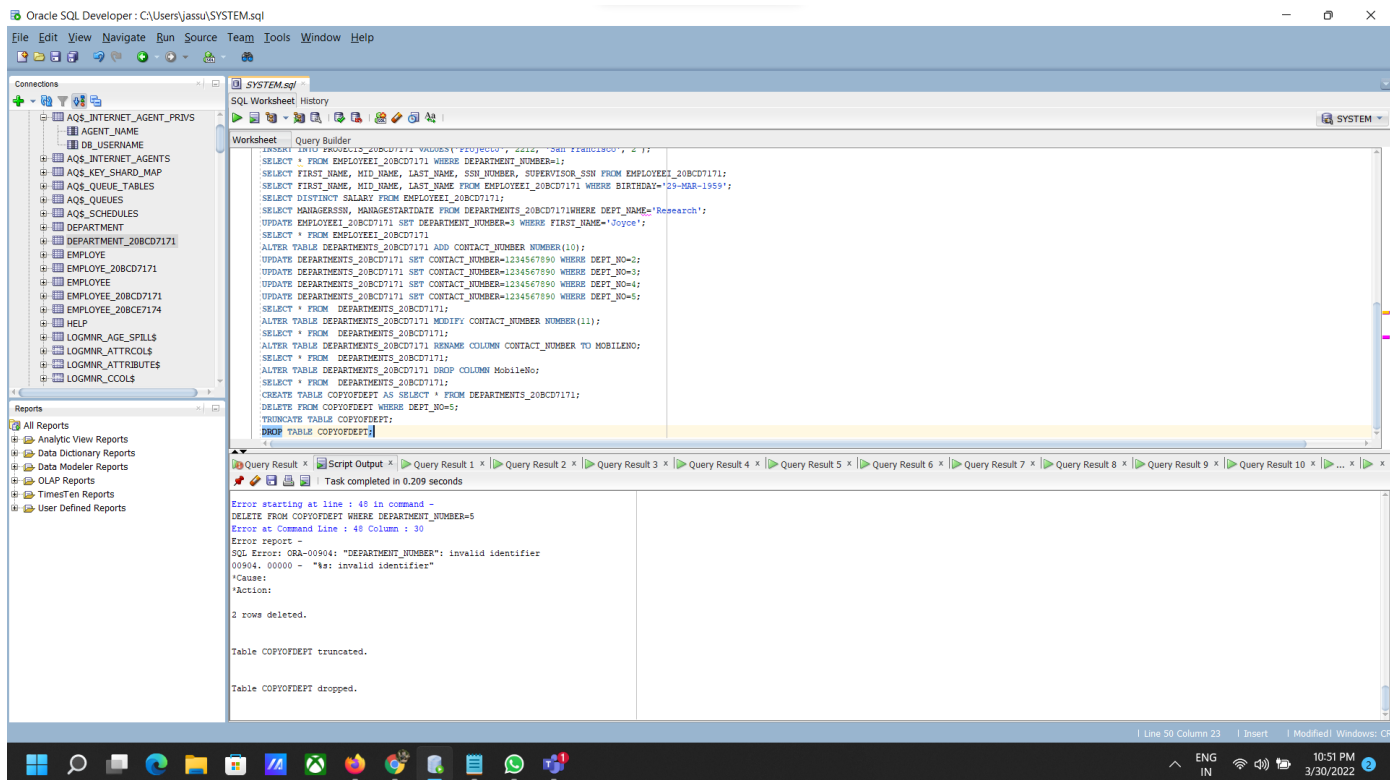 Oracle SQL Developer : C:\Users\jassu\SYSTEM.sql
File Edit View Navigate Run Source Team Tools Window Help
Connections
AQ$_INTERNET_AGENT_PRIVS
AGENT_NAME
DB_USERNAME
AQ$_INTERNET_AGENTS
AQ$_KEY_SHARD_MAP
AQ$_QUEUE_TABLES
AQ$_QUEUES
AQ$_SCHEDULES
DEPARTMENT
DEPARTMENT_20BCD7171
EMPLOYE
EMPLOYE_20BCD7171
EMPLOYEE
EMPLOYEE_20BCD7171
EMPLOYEE_20BCE7174
HELP
LOGMNR_AGE_SPILL$
LOGMNR_ATTRCOL$
LOGMNR_ATTRIBUTE$
LOGMNR_CCOL$
Reports
All Reports
Analytic View Reports
Data Dictionary Reports
Data Modeler Reports
OLAP Reports
TimesTen Reports
User Defined Reports
SYSTEM.sql
SQL Worksheet History
SYSTEM
Worksheet Query Builder
INSERT INTO PROJECTS_20BCD7171 VALUES('Projecto', 2212, 'San Francisco', 2 );
SELECT * FROM EMPLOYEEI_20BCD7171 WHERE DEPARTMENT_NUMBER=1;
SELECT FIRST_NAME, MID_NAME, LAST_NAME, SSN_NUMBER, SUPERVISOR_SSN FROM EMPLOYEEI_20BCD7171;
SELECT FIRST_NAME, MID_NAME, LAST_NAME FROM EMPLOYEEI_20BCD7171 WHERE BIRTHDAY='29-MAR-1959';
SELECT DISTINCT SALARY FROM EMPLOYEEI_20BCD7171;
SELECT MANAGERSSN, MANAGESTARTDATE FROM DEPARTMENTS_20BCD7171WHERE DEPT_NAME='Research';
UPDATE EMPLOYEEI_20BCD7171 SET DEPARTMENT_NUMBER=3 WHERE FIRST_NAME='Joyce';
SELECT * FROM EMPLOYEEI_20BCD7171
ALTER TABLE DEPARTMENTS_20BCD7171 ADD CONTACT_NUMBER NUMBER(10);
UPDATE DEPARTMENTS_20BCD7171 SET CONTACT_NUMBER=1234567890 WHERE DEPT_NO=2;
UPDATE DEPARTMENTS_20BCD7171 SET CONTACT_NUMBER=1234567890 WHERE DEPT_NO=3;
UPDATE DEPARTMENTS_20BCD7171 SET CONTACT_NUMBER=1234567890 WHERE DEPT_NO=4;
UPDATE DEPARTMENTS_20BCD7171 SET CONTACT_NUMBER=1234567890 WHERE DEPT_NO=5;
SELECT * FROM DEPARTMENTS_20BCD7171;
ALTER TABLE DEPARTMENTS_20BCD7171 MODIFY CONTACT_NUMBER NUMBER(11);
SELECT * FROM DEPARTMENTS_20BCD7171;
ALTER TABLE DEPARTMENTS_20BCD7171 RENAME COLUMN CONTACT_NUMBER TO MOBILENO;
SELECT * FROM DEPARTMENTS_20BCD7171;
ALTER TABLE DEPARTMENTS_20BCD7171 DROP COLUMN MobileNo;
SELECT * FROM DEPARTMENTS_20BCD7171;
CREATE TABLE COPYOFDEPT AS SELECT * FROM DEPARTMENTS_20BCD7171;
DELETE FROM COPYOFDEPT WHERE DEPT_NO=5;
TRUNCATE TABLE COPYOFDEPT;
DROP TABLE COPYOFDEPT;
Query Result Script Output Query Result 1 Query Result 2 Query Result 3 Query Result 4 Query Result 5 Query Result 6 Query Result 7 Query Result 8 Query Result 9 Query Result 10 ...
Task completed in 0.209 seconds
Error starting at line : 48 in command -
DELETE FROM COPYOFDEPT WHERE DEPARTMENT_NUMBER=5
Error at Command Line : 48 Column : 30
Error report -
SQL Error: ORA-00904: "DEPARTMENT_NUMBER": invalid identifier
00904. 00000 - "%s: invalid identifier"
*Cause:
*Action:
2 rows deleted.
Table COPYOFDEPT truncated.
Table COPYOFDEPT dropped.
Line 50 Column 23 Insert Modified Windows: CR
ENG
IN
10:51 PM
3/30/2022
2